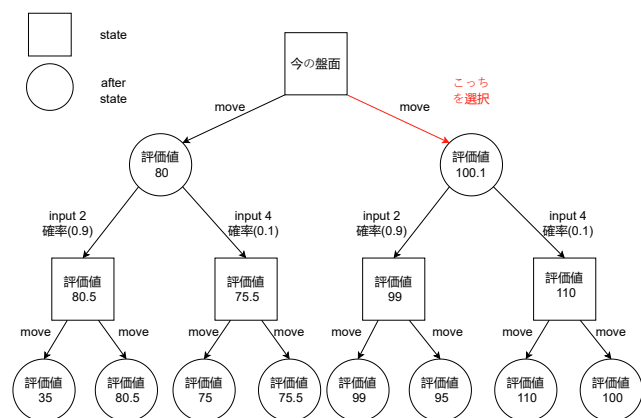 state
after
state
今の盤面
こっち
を選択
move
move
評価値
80
評価値
100.1
input 2
確率(0.9)
input 4
確率(0.1)
input 2
確率(0.9)
input 4
確率(0.1)
評価値
80.5
評価値
75.5
評価値
99
評価値
110
move
move
move
move
move
move
move
move
評価値
35
評価値
80.5
評価値
75
評価値
75.5
評価値
99
評価値
95
評価値
110
評価値
100